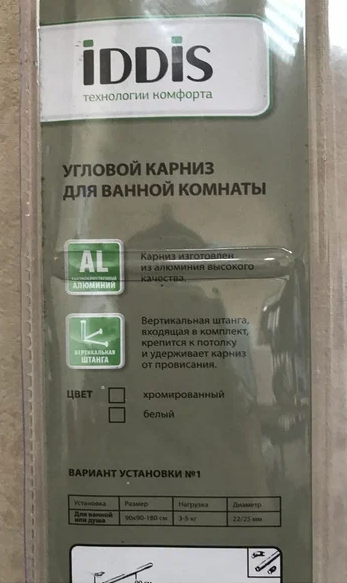 iDDiS
технологии комфорта
УГЛОВОЙ КАРНИЗ
ДЛЯ ВАННОЙ КОМНАТЫ
AL
АЛЮМИНИЙ
Карниз изготовлен
из алюминия высокого
качества.
ВЕРТИКАЛЬНАЯ
ШТАНГА
Вертикальная штанга,
входящая в комплект,
крепится к потолку
и удерживает карниз
от провисания.
ЦВЕТ хромированный
белый
ВАРИАНТ УСТАНОВКИ №1
Установка Размер Нагрузка Диаметр
Для ванной
или душа 90x90-180 см 3-5 кг 22/25 мм